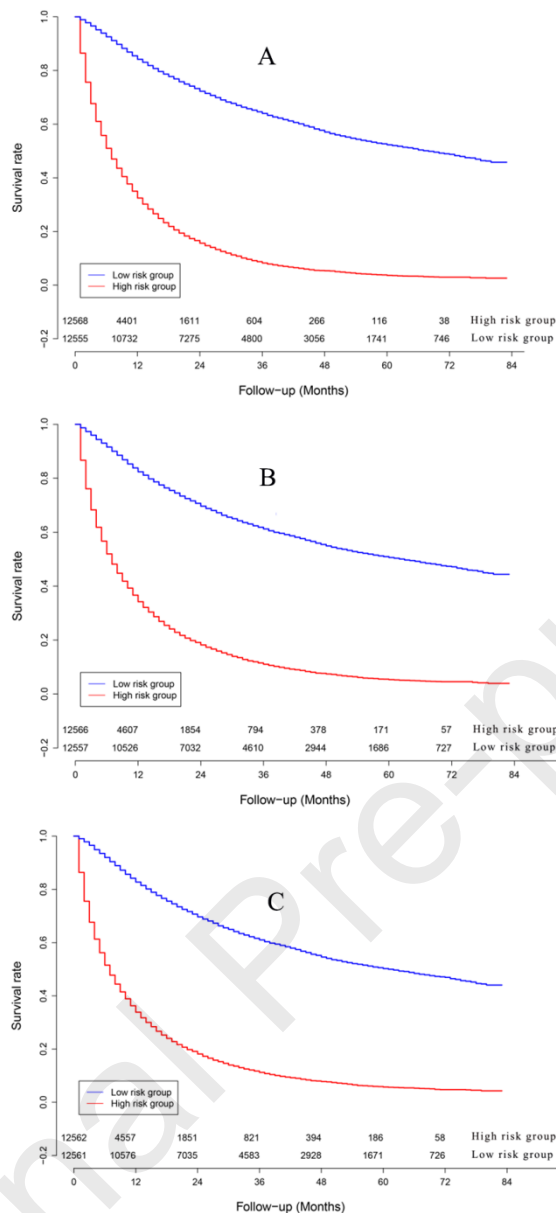 A
Survival rate
1.0
0.8
0.6
0.4
0.2
0.0
−0.2
Low risk group
High risk group
12568 4401 1611 604 266 116 38 High risk group
12555 10732 7275 4800 3056 1741 746 Low risk group
0 12 24 36 48 60 72 84
Follow−up (Months)
B
Survival rate
1.0
0.8
0.6
0.4
0.2
0.0
−0.2
Low risk group
High risk group
12566 4607 1854 794 378 171 57 High risk group
12557 10526 7032 4610 2944 1686 727 Low risk group
0 12 24 36 48 60 72 84
Follow−up (Months)
C
Survival rate
1.0
0.8
0.6
0.4
0.2
0.0
−0.2
Low risk group
High risk group
12562 4557 1851 821 394 186 58 High risk group
12561 10576 7035 4583 2928 1671 726 Low risk group
0 12 24 36 48 60 72 84
Follow−up (Months)
nal Pre-p